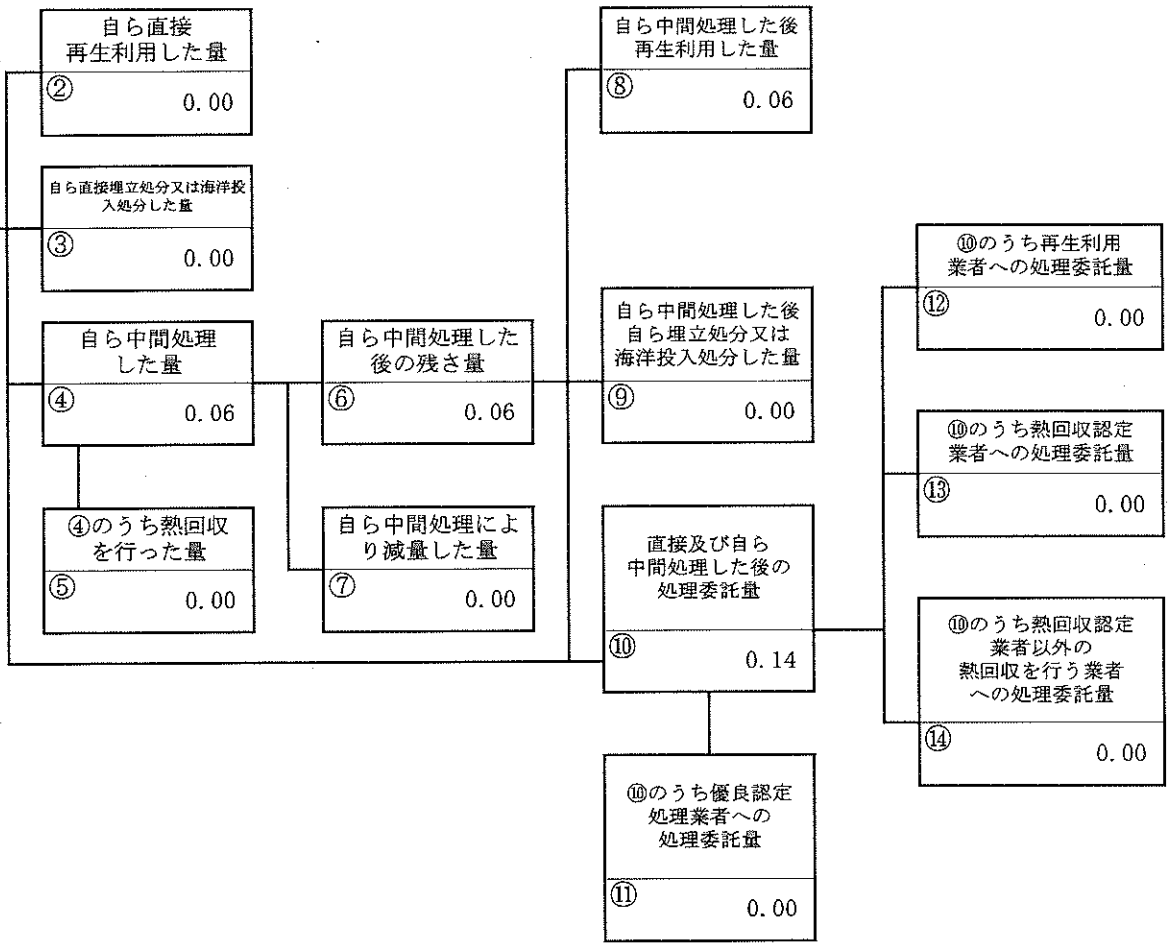 自ら直接
再生利用した量
②
0.00
自ら直接埋立処分又は海洋投
入処分した量
③
0.00
自ら中間処理
した量
④
0.06
④のうち熱回収
を行った量
⑤
0.00
自ら中間処理した
後の残さ量
⑥
0.06
自ら中間処理によ
り減量した量
⑦
0.00
自ら中間処理した後
再生利用した量
⑧
0.06
自ら中間処理した後
自ら埋立処分又は
海洋投入処分した量
⑨
0.00
直接及び自ら
中間処理した後の
処理委託量
⑩
0.14
⑩のうち優良認定
処理業者への
処理委託量
⑪
0.00
⑩のうち再生利用
業者への処理委託量
⑫
0.00
⑩のうち熱回収認定
業者への処理委託量
⑬
0.00
⑩のうち熱回収認定
業者以外の
熱回収を行う業者
への処理委託量
⑭
0.00